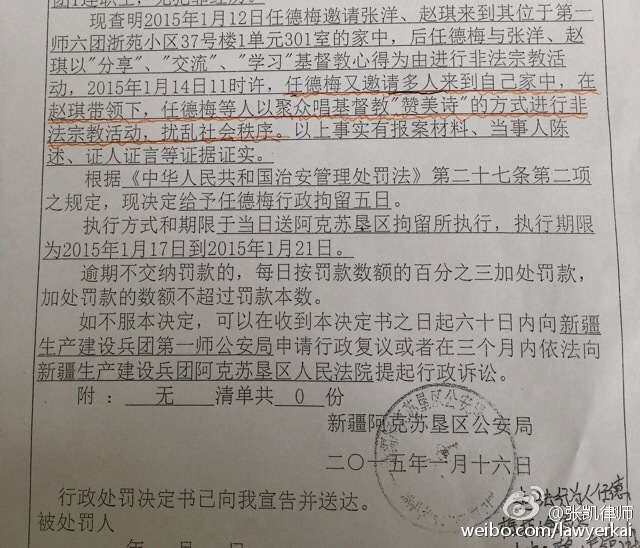 现查明2015年1月12日任德梅邀请张洋、赵琪来到其位于第一
师六团浙苑小区37号楼1单元301室的家中，后任德梅与张洋、赵
琪以"分享"、"交流"、"学习"基督教心得为由进行非法宗教活
动，2015年1月14日11时许，任德梅又邀请多人来到自己家中，在
赵琪带领下，任德梅等人以聚众唱基督教"赞美诗"的方式进行非
法宗教活动，扰乱社会秩序。以上事实有报案材料、当事人陈
述、证人证言等证据证实。
根据《中华人民共和国治安管理处罚法》第二十七条第二项
之规定，现决定给予任德梅行政拘留五日。
执行方式和期限于当日送阿克苏垦区拘留所执行，执行期限
为2015年1月17日到2015年1月21日。
逾期不交纳罚款的，每日按罚款数额的百分之三加处罚款，
加处罚款的数额不超过罚款本数。
如不服本决定，可以在收到本决定书之日起六十日内向新疆
生产建设兵团第一师公安局申请行政复议或者在三个月内依法向
新疆生产建设兵团阿克苏垦区人民法院提起行政诉讼。
附：无 清单共 0 份
新疆阿克苏垦区公安局
二〇一五年一月十六日
行政处罚决定书已向我宣告并送达。
被处罚人
年 月
@张凯律师
weibo.com/lawyerkai